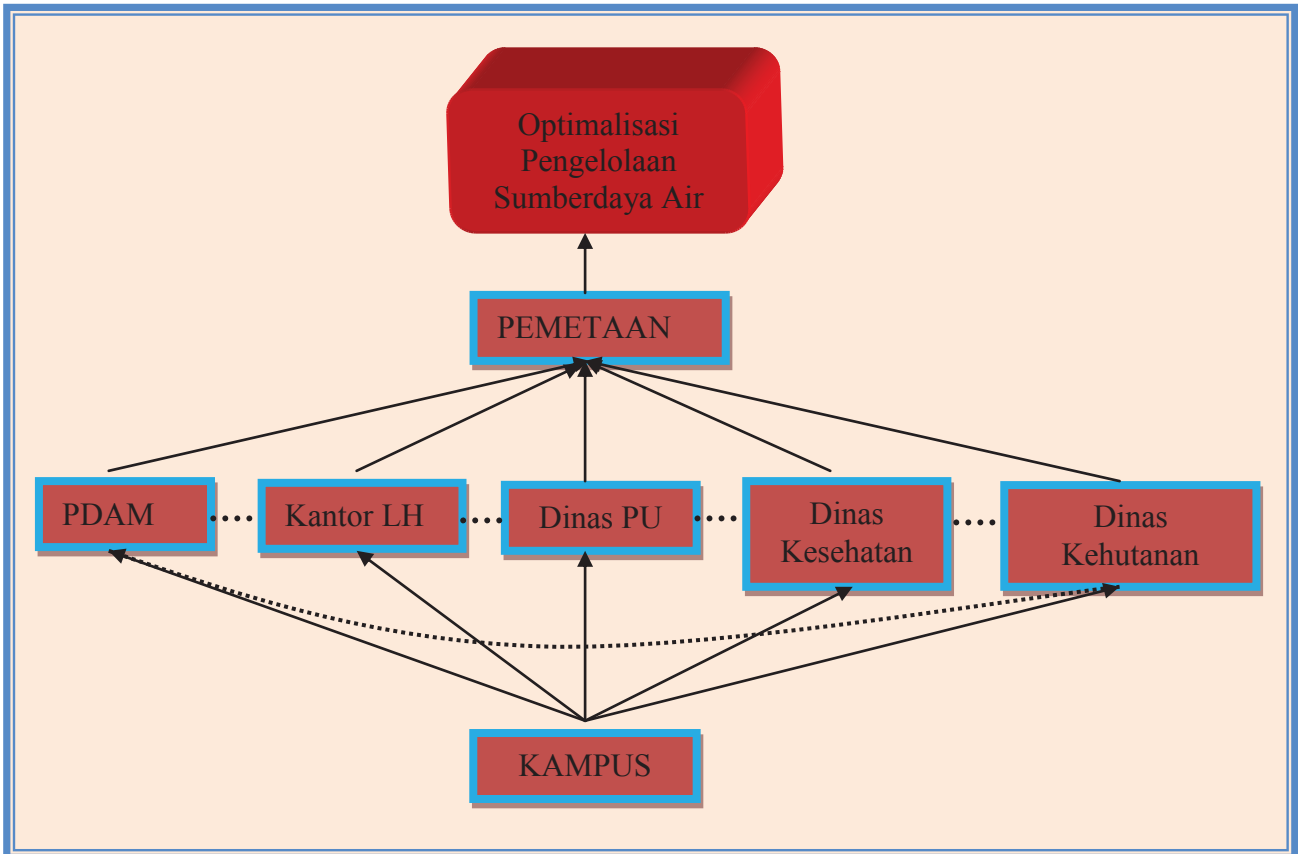 Optimalisasi
Pengelolaan
Sumberdaya Air
PEMETAAN
PDAM
Kantor LH
Dinas PU
Dinas
Kesehatan
Dinas
Kehutanan
KAMPUS